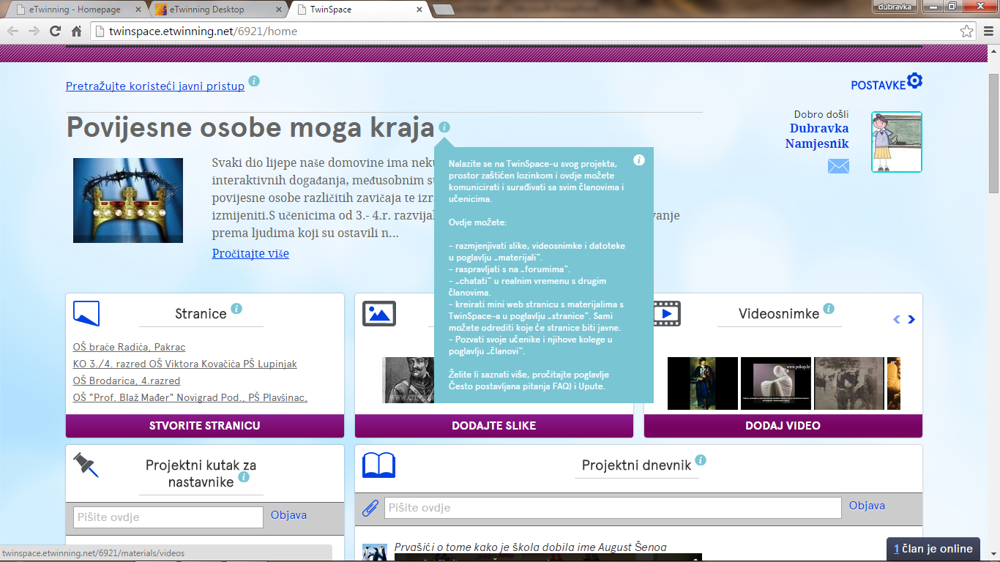 eTwinning - Homepage
eTwinning Desktop
TwinSpace
dubravka
twinspace.etwinning.net/6921/home
Pretražujte koristeći javni pristup
POSTAVKE
Povijesne osobe moga kraja
Dobro došli
Dubravka
Namjesnik
Svaki dio lijepe naše domovine ima neku
interaktivnih događanja, međusobnim
povijesne osobe različitih zavičaja te
izmijeniti.S učenicima od 3.- 4.r.
prema ljudima koji su ostavili n...
Pročitajte više
Nalazite se na TwinSpace-u svog projekta,
prostor zaštićen lozinkom i ovdje možete
komunicirati i surađivati sa svim članovima i
učenicima.
Ovdje možete:
- razmjenjivati slike, videosnimke i datoteke
u poglavlju „materijali”.
- raspravljati s na „forumima”.
- „chatati” u realnim vremenu s drugim
članovima.
- kreirati mini web stranicu s materijalima s
TwinSpace-a u poglavlju „stranice”. Sami
možete odrediti koje će stranice biti javne.
- Pozvati svoje učenike i njihove kolege u
poglavlju „članovi”.
Želite li saznati više, pročitajte poglavlje
Često postavljana pitanja FAQ) i Upute.
Stranice
OŠ braće Radića, Pakrac
KO 3./4. razred OŠ Viktora Kovačića PŠ Lupinjak
OŠ Brodarica, 4.razred
OŠ "Prof. Blaž Mađer" Novigrad Pod., PŠ Plavšinac,
STVORITE STRANICU
DODAJTE SLIKE
Videosnimke
www.pokop.hr
DODAJ VIDEO
Projektni kutak za
nastavnike
Pišite ovdje
Objava
Projektni dnevnik
Pišite ovdje
Objava
Prvašići o tome kako je škola dobila ime August Šenoa
twinspace.etwinning.net/6921/materials/videos
1 član je online